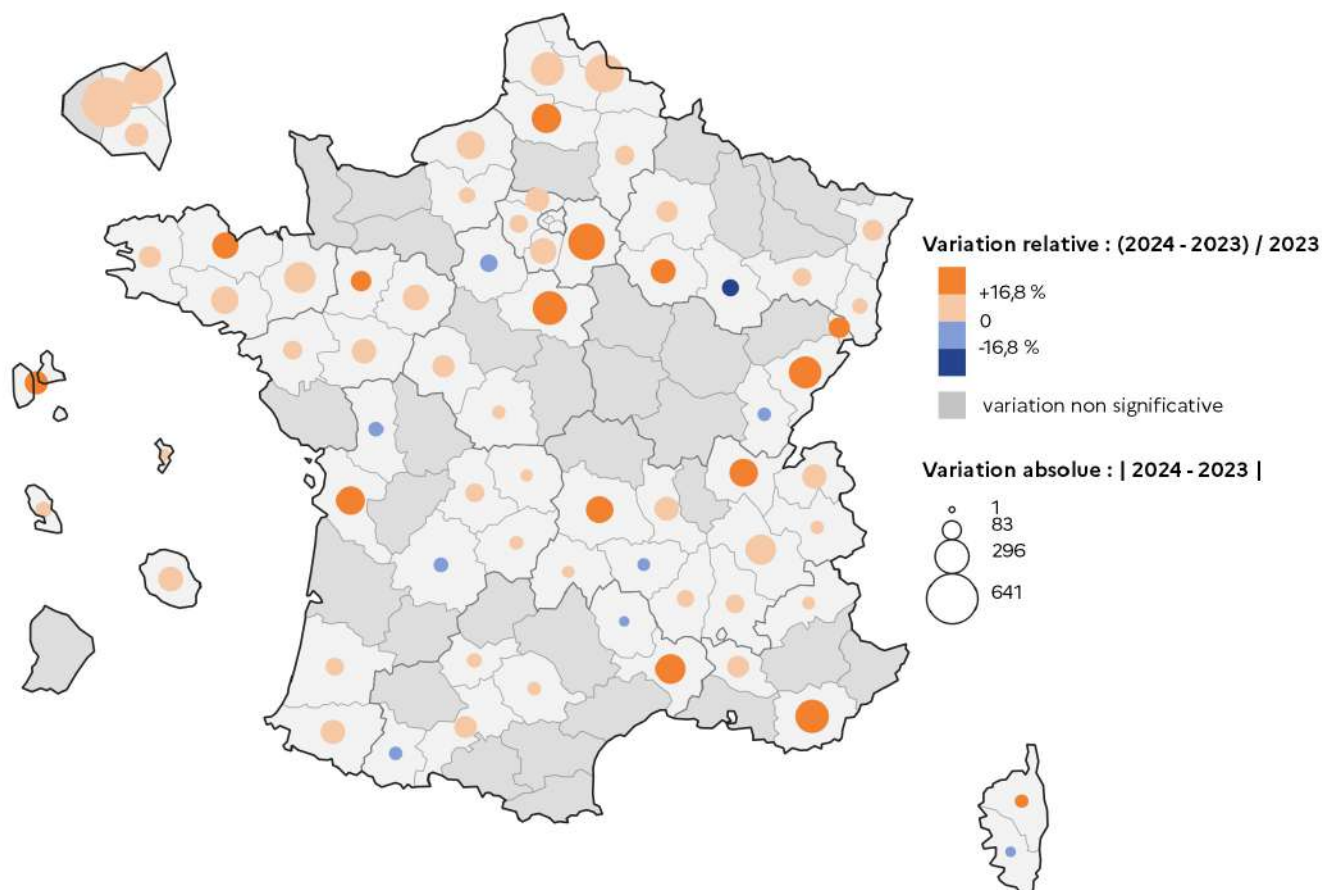 Variation relative : (2024 - 2023) / 2023
+16,8 %
0
-16,8 %
variation non significative
Variation absolue : | 2024 - 2023 |
1
83
296
641